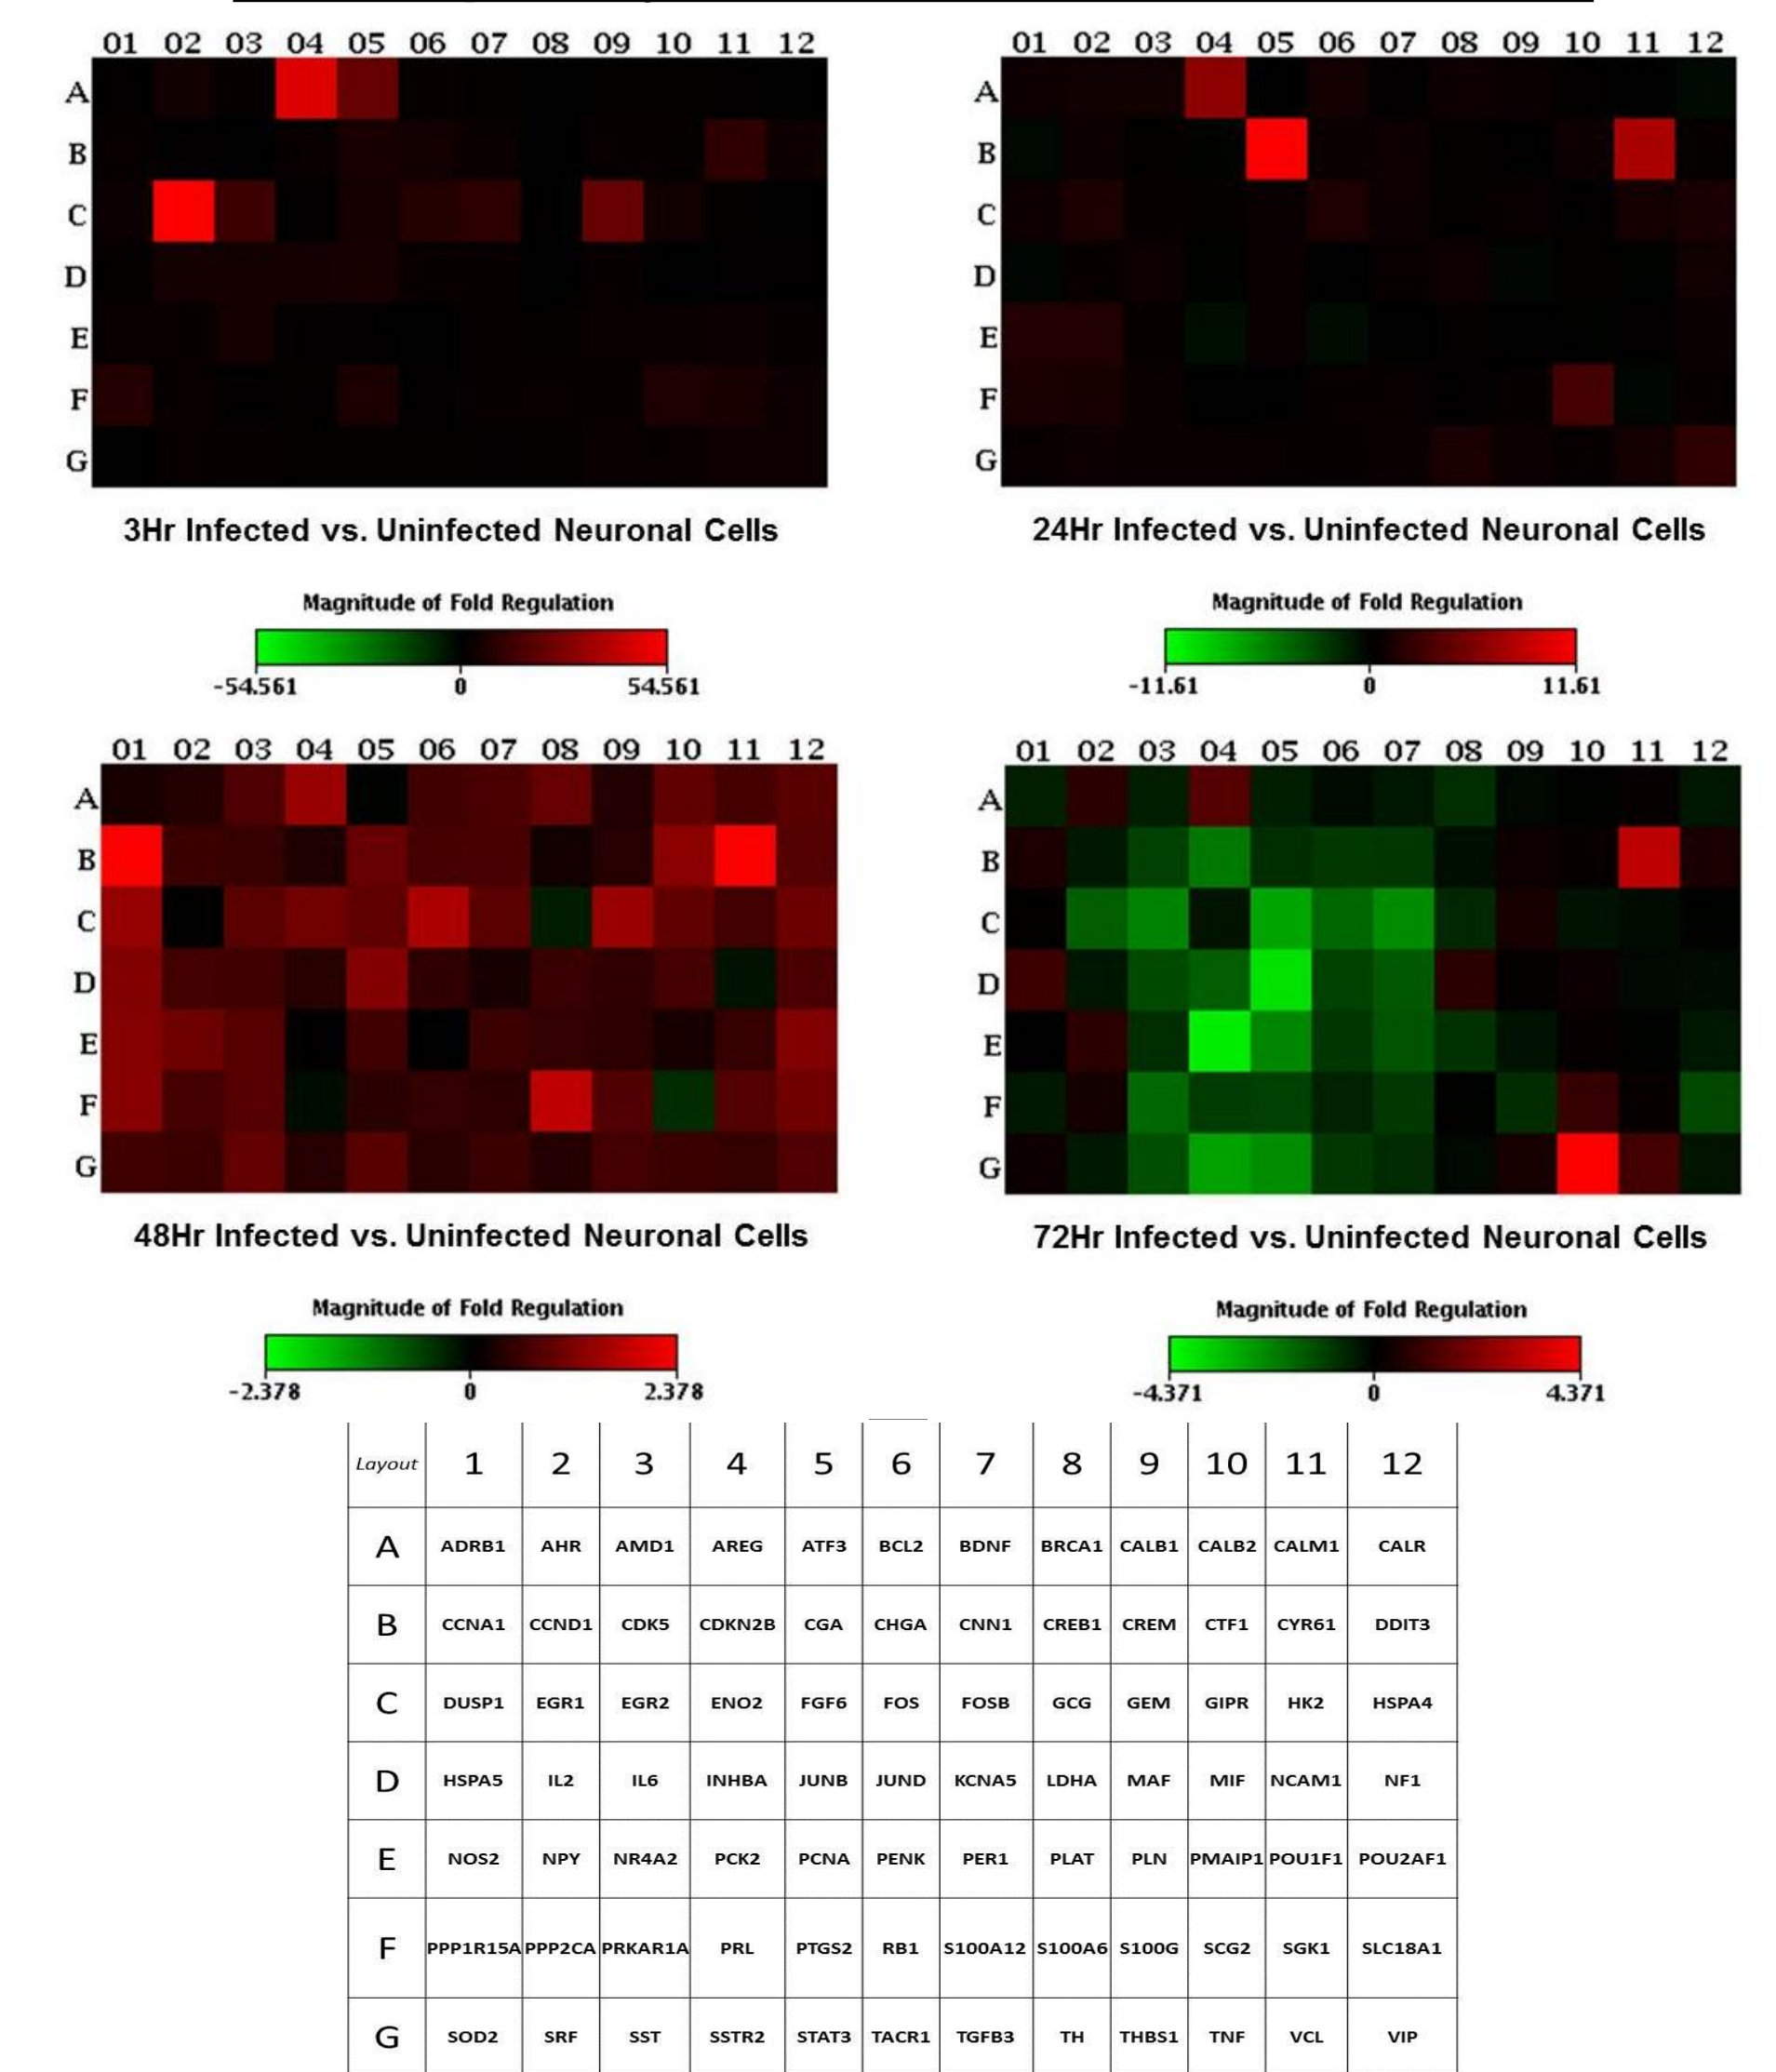 01 02 03 04 05 06 07 08 09 10 11 12
A
B
C
D
E
F
G
3Hr Infected vs. Uninfected Neuronal Cells
Magnitude of Fold Regulation
-54.561 0 54.561
01 02 03 04 05 06 07 08 09 10 11 12
A
B
C
D
E
F
G
24Hr Infected vs. Uninfected Neuronal Cells
Magnitude of Fold Regulation
-11.61 0 11.61
01 02 03 04 05 06 07 08 09 10 11 12
A
B
C
D
E
F
G
48Hr Infected vs. Uninfected Neuronal Cells
Magnitude of Fold Regulation
-2.378 0 2.378
01 02 03 04 05 06 07 08 09 10 11 12
A
B
C
D
E
F
G
72Hr Infected vs. Uninfected Neuronal Cells
Magnitude of Fold Regulation
-4.371 0 4.371
Layout 1 2 3 4 5 6 7 8 9 10 11 12
A ADRB1 AHR AMD1 AREG ATF3 BCL2 BDNF BRCA1 CALB1 CALB2 CALM1 CALR
B CCNA1 CCND1 CDK5 CDKN2B CGA CHGA CNN1 CREB1 CREM CTF1 CYR61 DDIT3
C DUSP1 EGR1 EGR2 ENO2 FGF6 FOS FOSB GCG GEM GIPR HK2 HSPA4
D HSPA5 IL2 IL6 INHBA JUNB JUND KCNA5 LDHA MAF MIF NCAM1 NF1
E NOS2 NPY NR4A2 PCK2 PCNA PENK PER1 PLAT PLN PMAIP1 POU1F1 POU2AF1
F PPP1R15A PPP2CA PRKAR1A PRL PTGS2 RB1 S100A12 S100A6 S100G SCG2 SGK1 SLC18A1
G SOD2 SRF SST SSTR2 STAT3 TACR1 TGFB3 TH THBS1 TNF VCL VIP